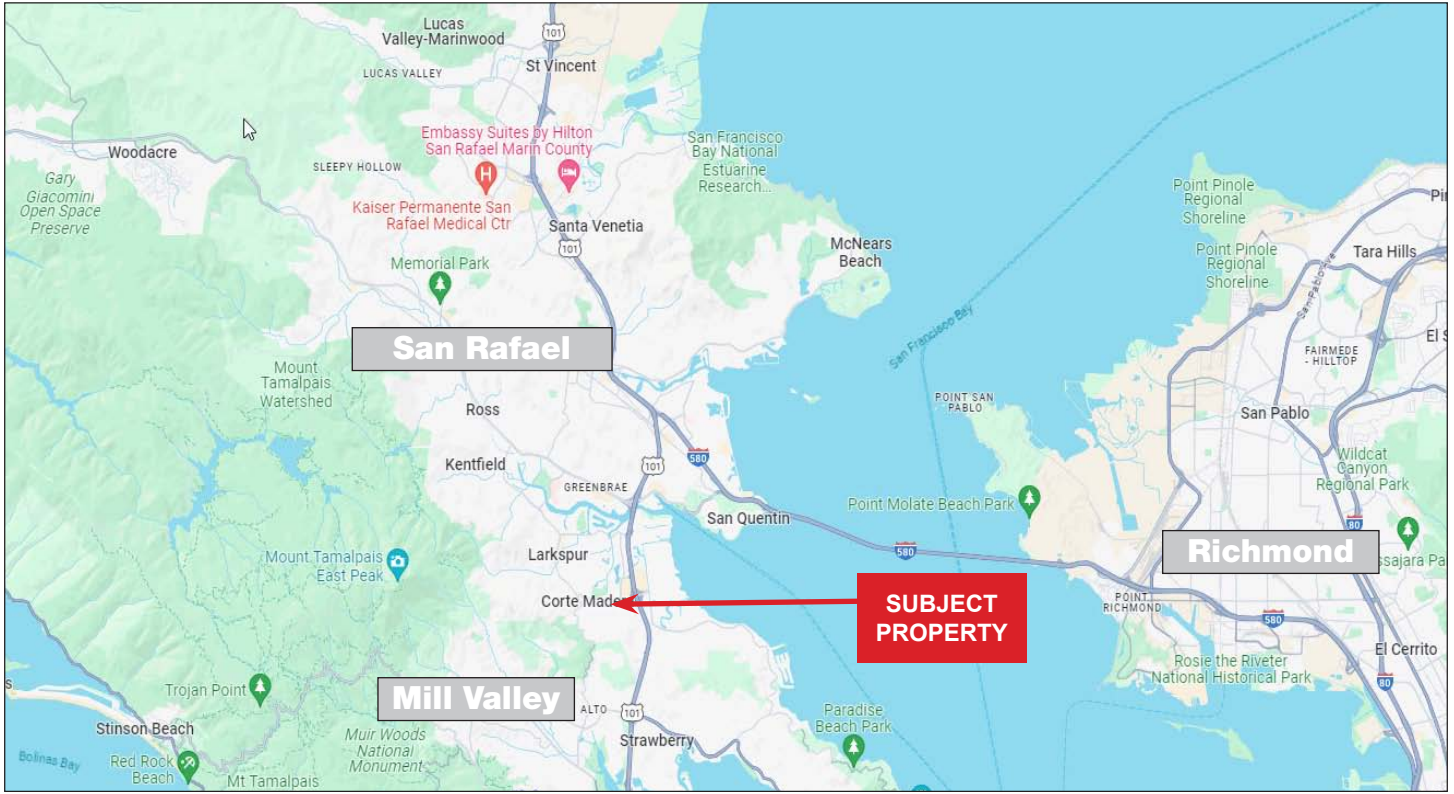 Lucas
Valley-Marinwood
101
St Vincent
LUCAS VALLEY
Embassy Suites by Hilton
San Rafael Marin County
San Francisco
Bay National
Estuarine
Research...
Woodacre
SLEEPY HOLLOW
H
Gary
Giacomini
Open Space
Preserve
Kaiser Permanente San
Rafael Medical Ctr
Santa Venetia
101
Point Pinole
Regional
Shoreline
McNears
Beach
Point Pinole
Regional
Shoreline
Tara Hills
Memorial Park
San Pablo Ave
San Francisco Bay
San Rafael
FAIRMEDE
- HILLTOP
Mount
Tamalpais
Watershed
POINT SAN
PABLO
Ross
San Pablo
Kentfield
101
580
Wildcat
Canyon
Regional Park
GREENBRAE
Point Molate Beach Park
San Quentin
80
580
Richmond
Larkspur
Mount Tamalpais
East Peak
SUBJECT
PROPERTY
POINT
RICHMOND
Corte Mader
580
El Cerrito
Rosie the Riveter
National Historical Park
80
Trojan Point
Mill Valley
ALTO
101
Paradise
Beach Park
Stinson Beach
Muir Woods
National
Monument
Strawberry
Bolinas Bay
Red Rock
Beach
Mt Tamalpais